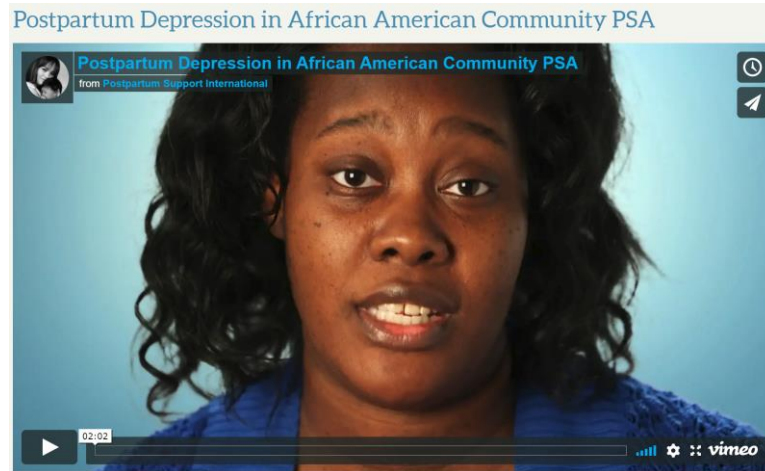 Postpartum Depression in African American Community PSA
Postpartum Depression in African American Community PSA
from Postpartum Support International
02:02
vimeo